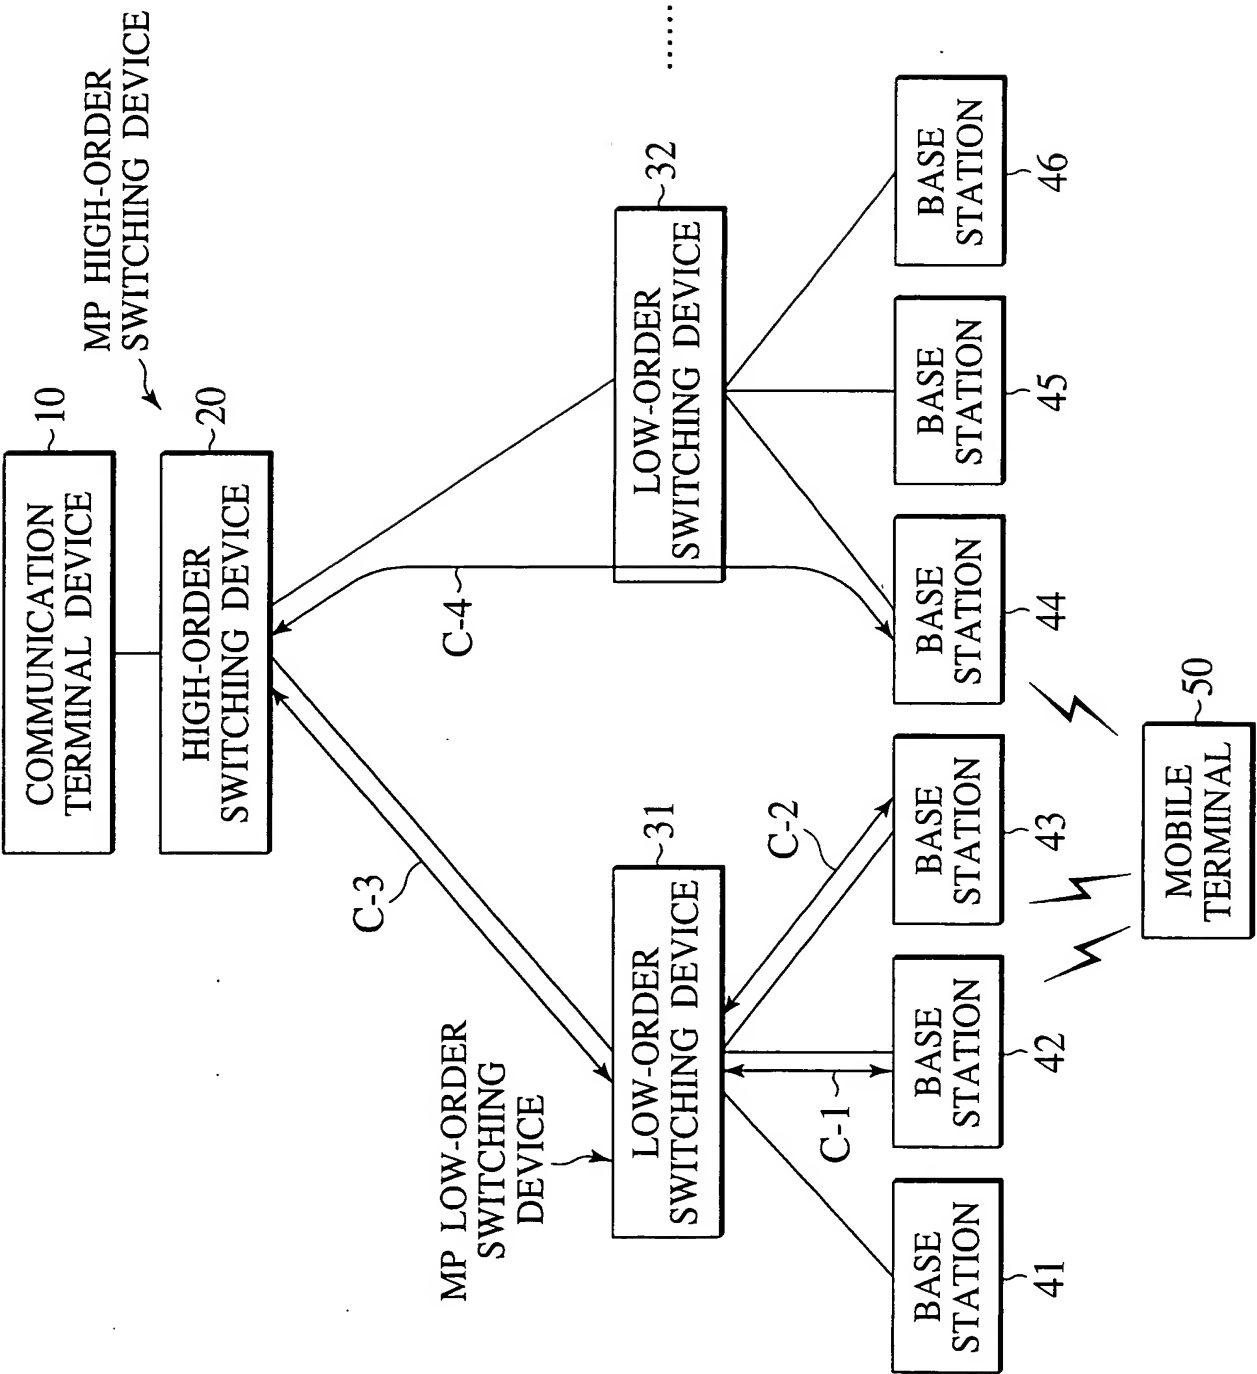 MP HIGH-ORDER
SWITCHING DEVICE
10
COMMUNICATION
TERMINAL DEVICE
20
HIGH-ORDER
SWITCHING DEVICE
C-3
C-4
MP LOW-ORDER
SWITCHING
DEVICE
31
LOW-ORDER
SWITCHING DEVICE
32
LOW-ORDER
SWITCHING DEVICE
......
C-1
C-2
BASE
STATION
41
BASE
STATION
42
BASE
STATION
43
BASE
STATION
44
BASE
STATION
45
BASE
STATION
46
50
MOBILE
TERMINAL